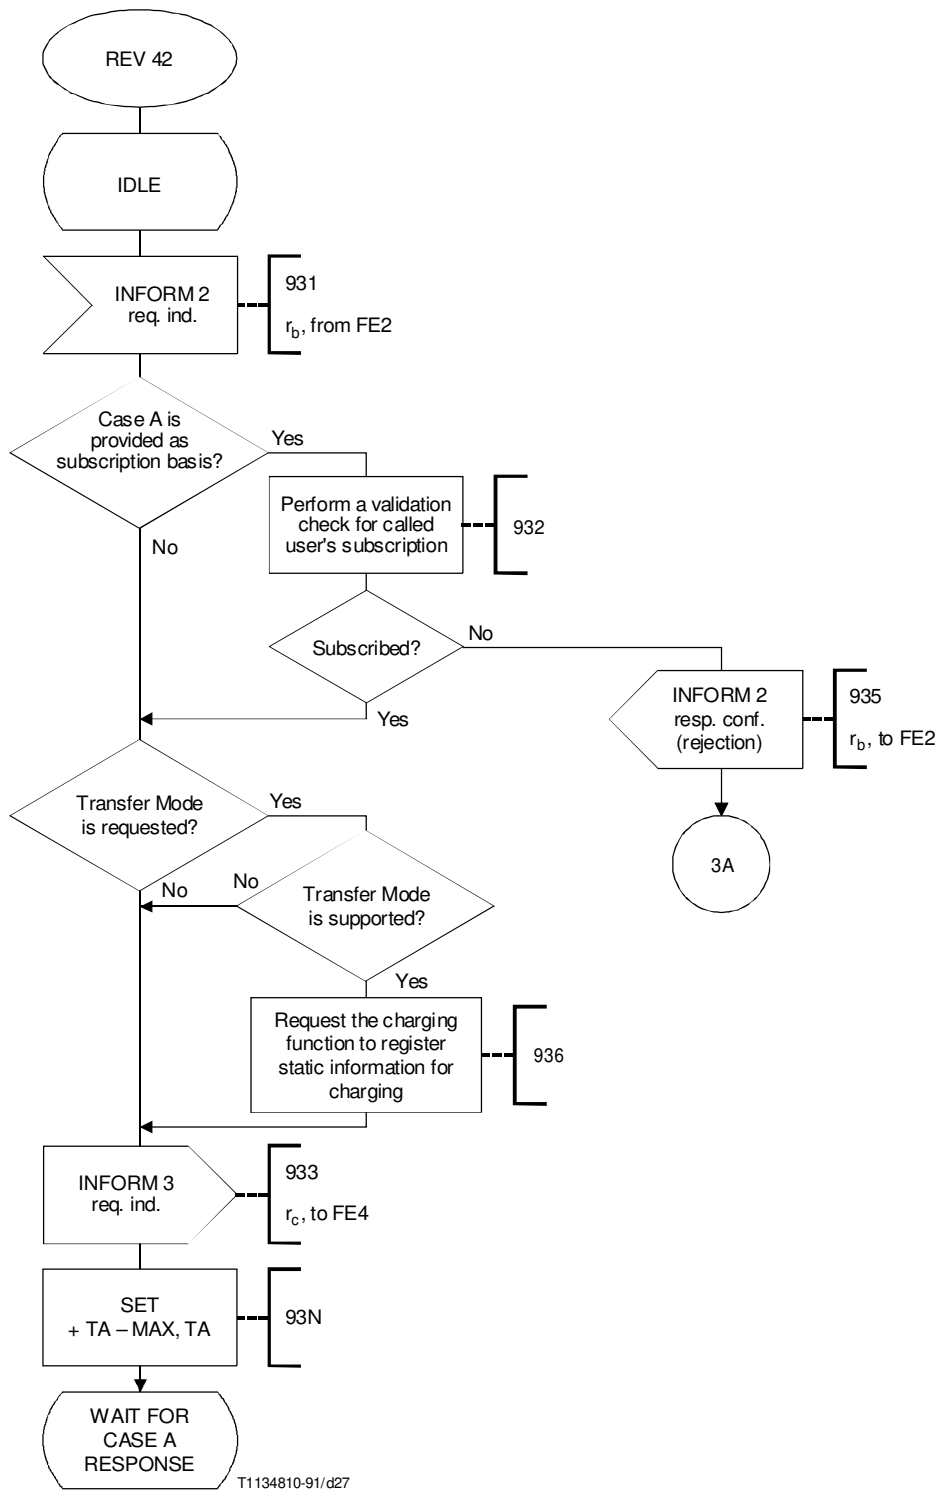 REV 42
IDLE
INFORM 2
req. ind.
931
rb, from FE2
Case A is
provided as
subscription basis?
Yes
No
Perform a validation
check for called
user's subscription
932
Subscribed?
No
Yes
INFORM 2
resp. conf.
(rejection)
935
rb, to FE2
3A
Transfer Mode
is requested?
Yes
No
No
Transfer Mode
is supported?
Yes
Request the charging
function to register
static information for
charging
936
INFORM 3
req. ind.
933
rc, to FE4
SET
+ TA – MAX, TA
93N
WAIT FOR
CASE A
RESPONSE
T1134810-91/d27